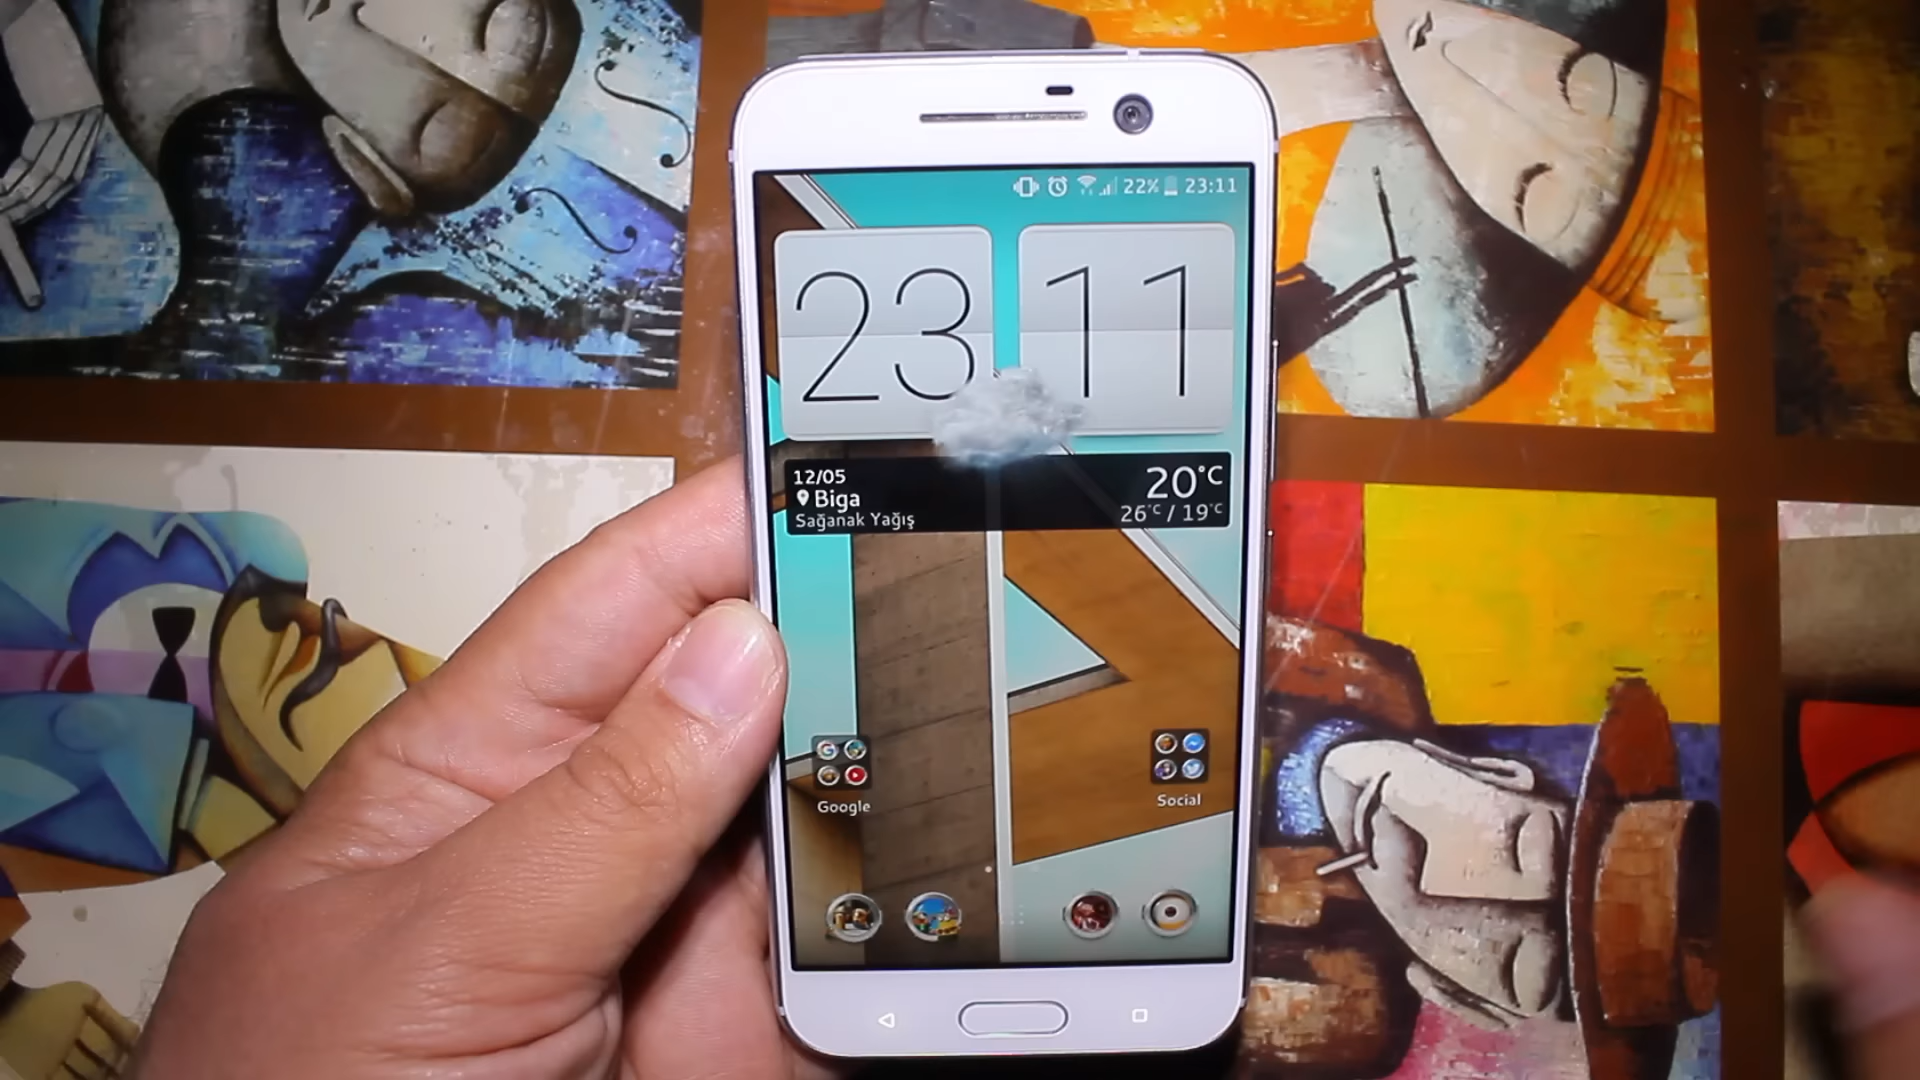 22% 23:11
23 11
12/05
Biga
Sağanak Yağış
20°C
26°C / 19°C
Google
Social